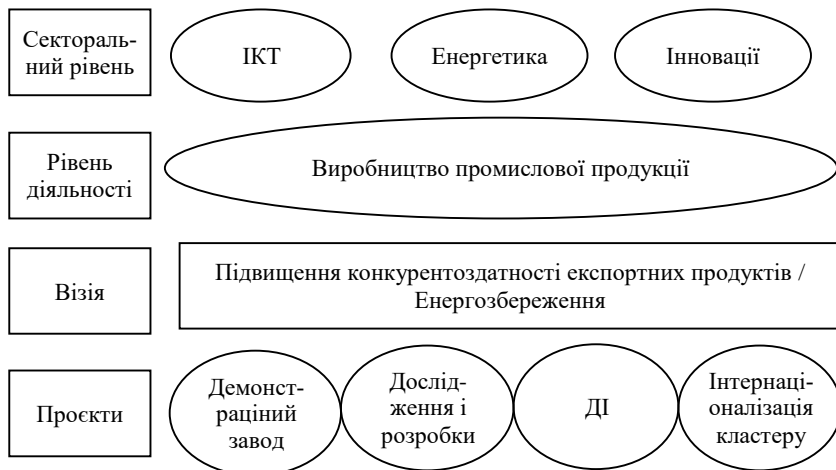 Сектораль-
ний рівень
ІКТ
Енергетика
Інновації
Рівень
діяльності
Виробництво промислової продукції
Візія
Підвищення конкурентоздатності експортних продуктів /
Енергозбереження
Проєкти
Демонст-
раціний
завод
Дослід-
ження і
розробки
ДІ
Інтернаці-
оналізація
кластеру